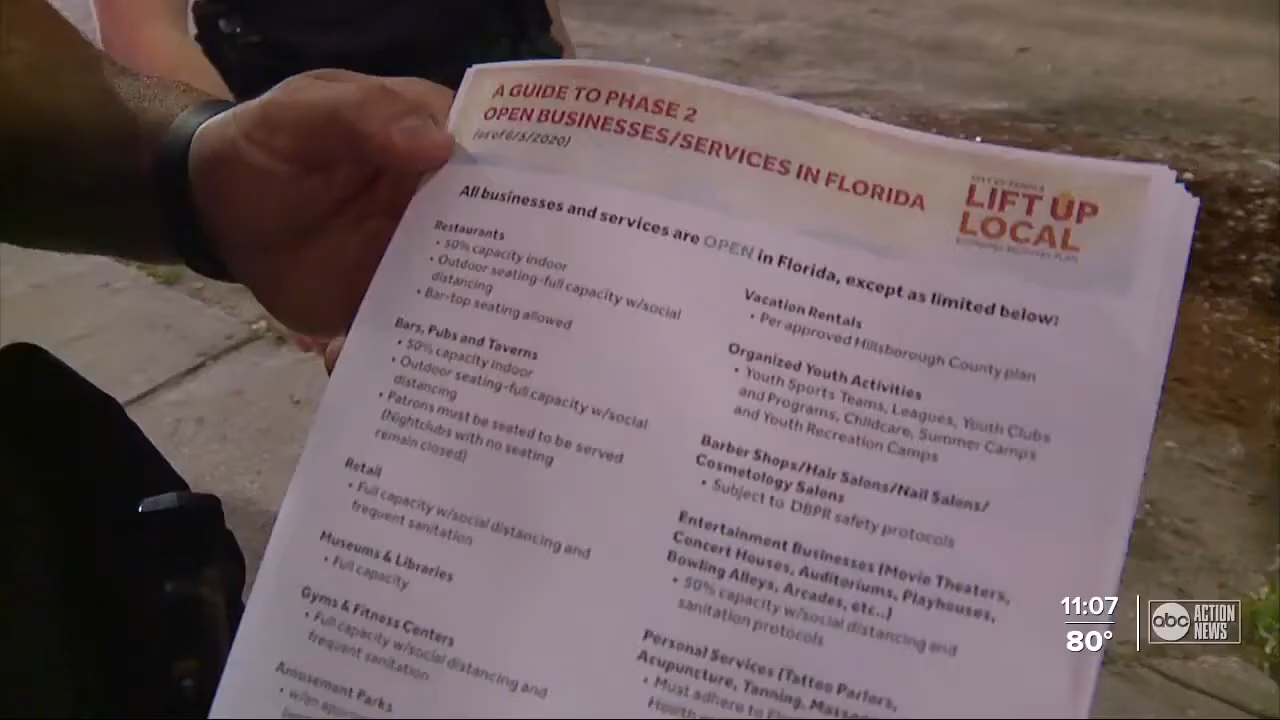 A GUIDE TO PHASE 2
OPEN BUSINESSES/SERVICES IN FLORIDA
(as of 6/5/2020)
LIFT UP
LOCAL
All businesses and services are OPEN in Florida, except as limited below:
Restaurants
• 50% capacity indoor
• Outdoor seating-full capacity w/social
distancing
• Bar-top seating allowed
Bars, Pubs and Taverns
• 50% capacity indoor
• Outdoor seating-full capacity w/social
distancing
• Patrons must be seated to be served
(Nightclubs with no seating
remain closed)
Retail
• Full capacity w/social distancing and
frequent sanitation
Museums & Libraries
• Full capacity
Gyms & Fitness Centers
• Full capacity w/social distancing and
frequent sanitation
Amusement Parks
Vacation Rentals
• Per approved Hillsborough County plan
Organized Youth Activities
• Youth Sports Teams, Leagues, Youth Clubs
and Programs, Childcare, Summer Camps
and Youth Recreation Camps
Barber Shops/Hair Salons/Nail Salons/
Cosmetology Salons
• Subject to DBPR safety protocols
Entertainment Businesses (Movie Theaters,
Concert Houses, Auditoriums, Playhouses,
Bowling Alleys, Arcades, etc..)
• 50% capacity w/social distancing and
sanitation protocols
Personal Services (Tattoo Parlors,
Acupuncture, Tanning,
• Must adhere to
11:07
80°
abc
ACTION
NEWS